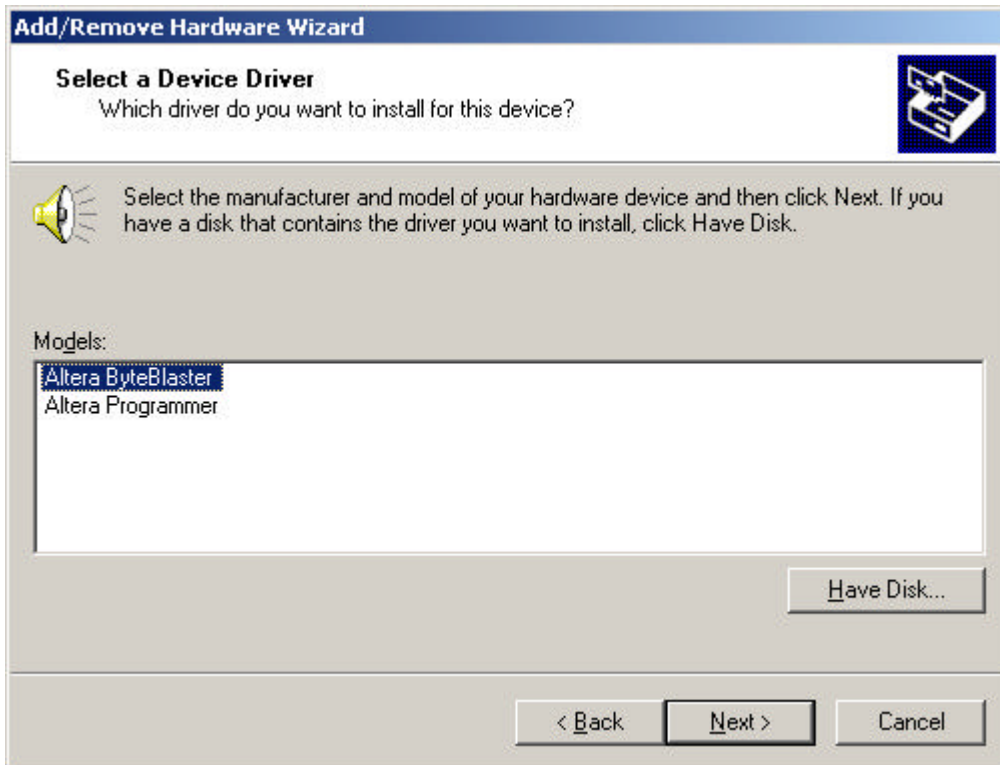 Add/Remove Hardware Wizard
Select a Device Driver
Which driver do you want to install for this device?
Select the manufacturer and model of your hardware device and then click Next. If you
have a disk that contains the driver you want to install, click Have Disk.
Models:
Altera ByteBlaster
Altera Programmer
Have Disk...
< Back
Next >
Cancel